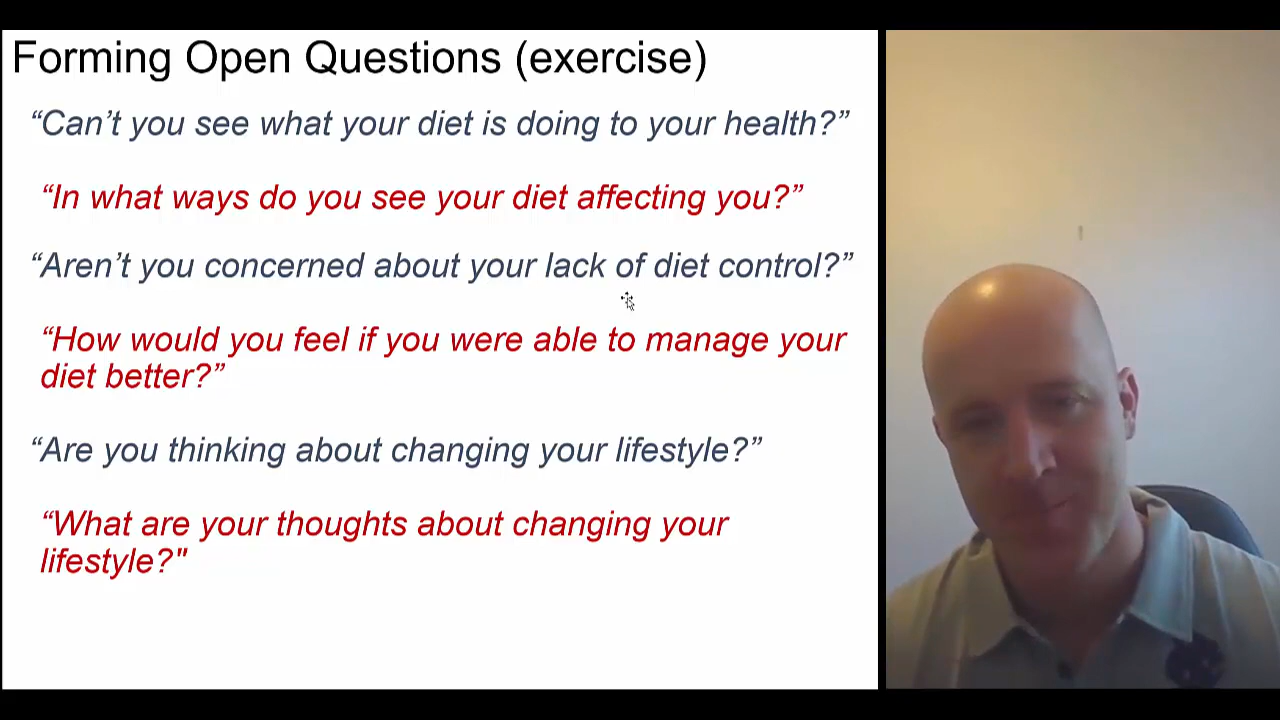 Forming Open Questions (exercise)
“Can’t you see what your diet is doing to your health?”
“In what ways do you see your diet affecting you?”
“Aren’t you concerned about your lack of diet control?”
“How would you feel if you were able to manage your
diet better?”
“Are you thinking about changing your lifestyle?”
“What are your thoughts about changing your
lifestyle?"